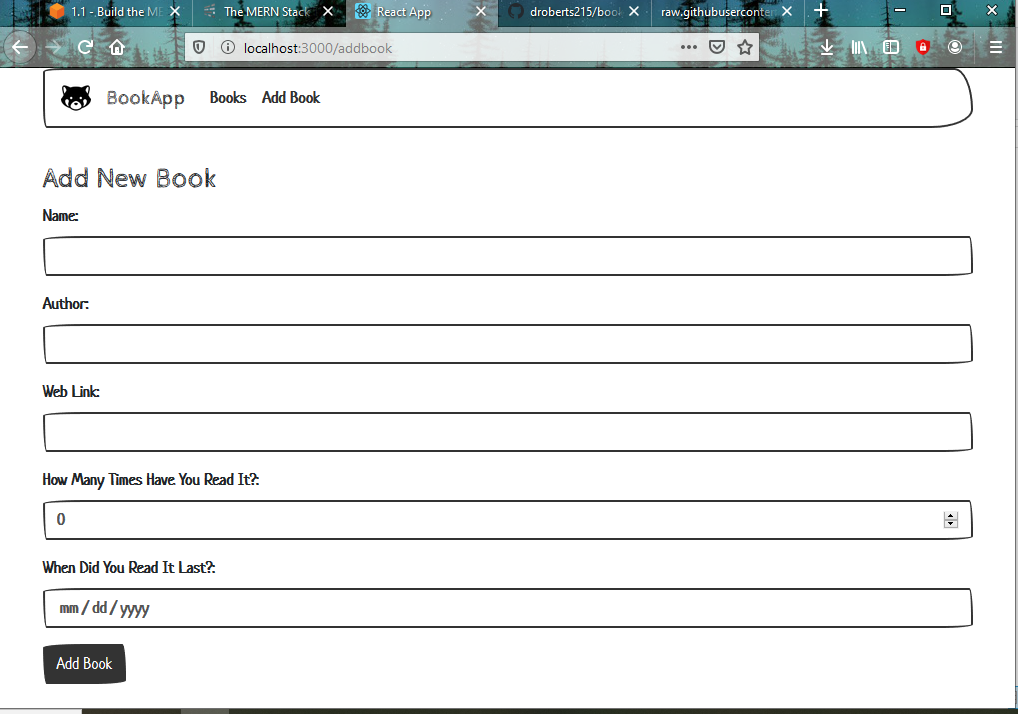 1.1 - Build the ME
The MERN Stack
React App
droberts215/book
raw.githubuserconten
localhost:3000/addbook
BookApp Books Add Book
Add New Book
Name:
Author:
Web Link:
How Many Times Have You Read It?:
0
When Did You Read It Last?:
mm / dd / yyyy
Add Book